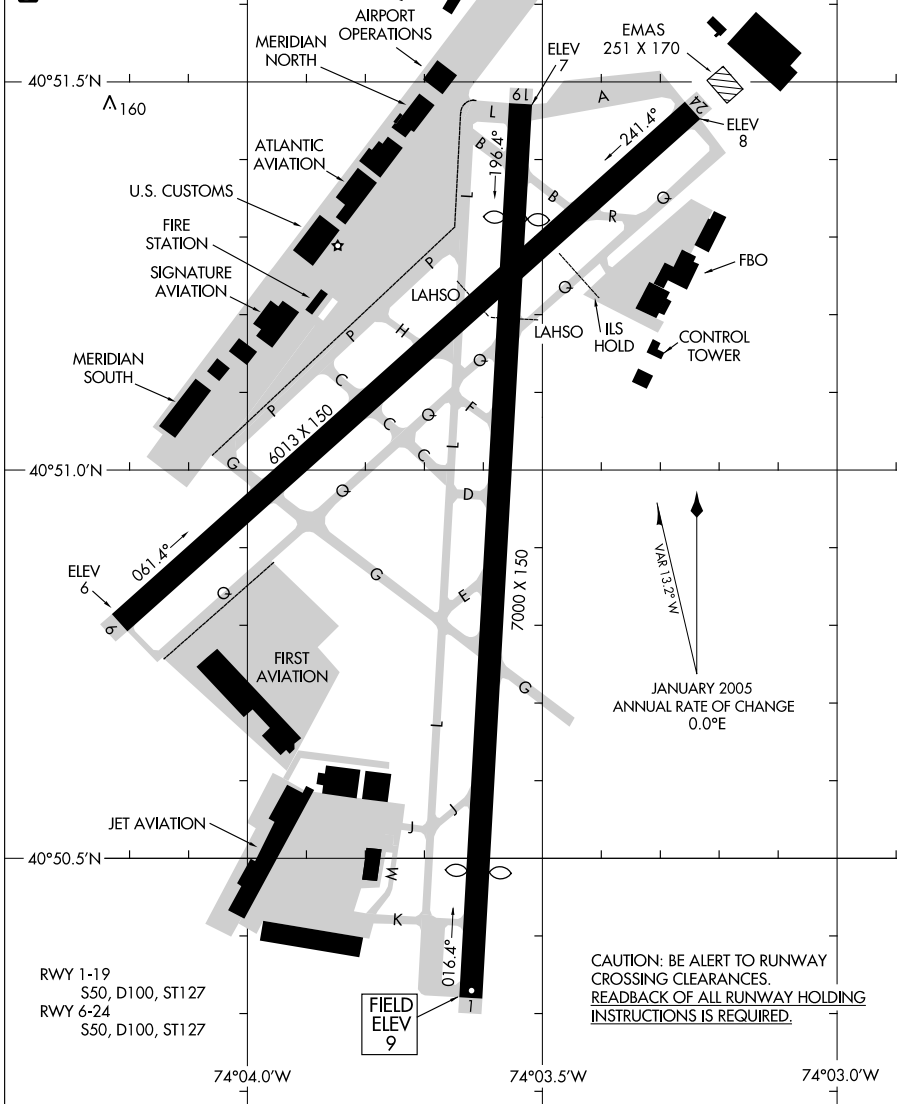 AIRPORT
OPERATIONS
MERIDIAN
NORTH
EMAS
251 X 170
ELEV
7
40°51.5'N
160
19
A
24
L
ELEV
8
241.4°
196.4°
B
ATLANTIC
AVIATION
U.S. CUSTOMS
L
B
R
Q
FIRE
STATION
P
FBO
SIGNATURE
AVIATION
LAHSO
Q
LAHSO
ILS
HOLD
CONTROL
TOWER
P
H
MERIDIAN
SOUTH
Q
C
P
F
Q
C
L
C
6013 X 150
G
40°51.0'N
Q
D
061.4°
VAR 13.2° W
ELEV
6
G
7000 X 150
Q
E
6
FIRST
AVIATION
G
JANUARY 2005
ANNUAL RATE OF CHANGE
0.0°E
L
J
JET AVIATION
J
40°50.5'N
M
K
016.4°
RWY 1-19
S50, D100, ST127
RWY 6-24
S50, D100, ST127
CAUTION: BE ALERT TO RUNWAY
CROSSING CLEARANCES.
READBACK OF ALL RUNWAY HOLDING
INSTRUCTIONS IS REQUIRED.
FIELD
ELEV
9
1
74°04.0'W
74°03.5'W
74°03.0'W